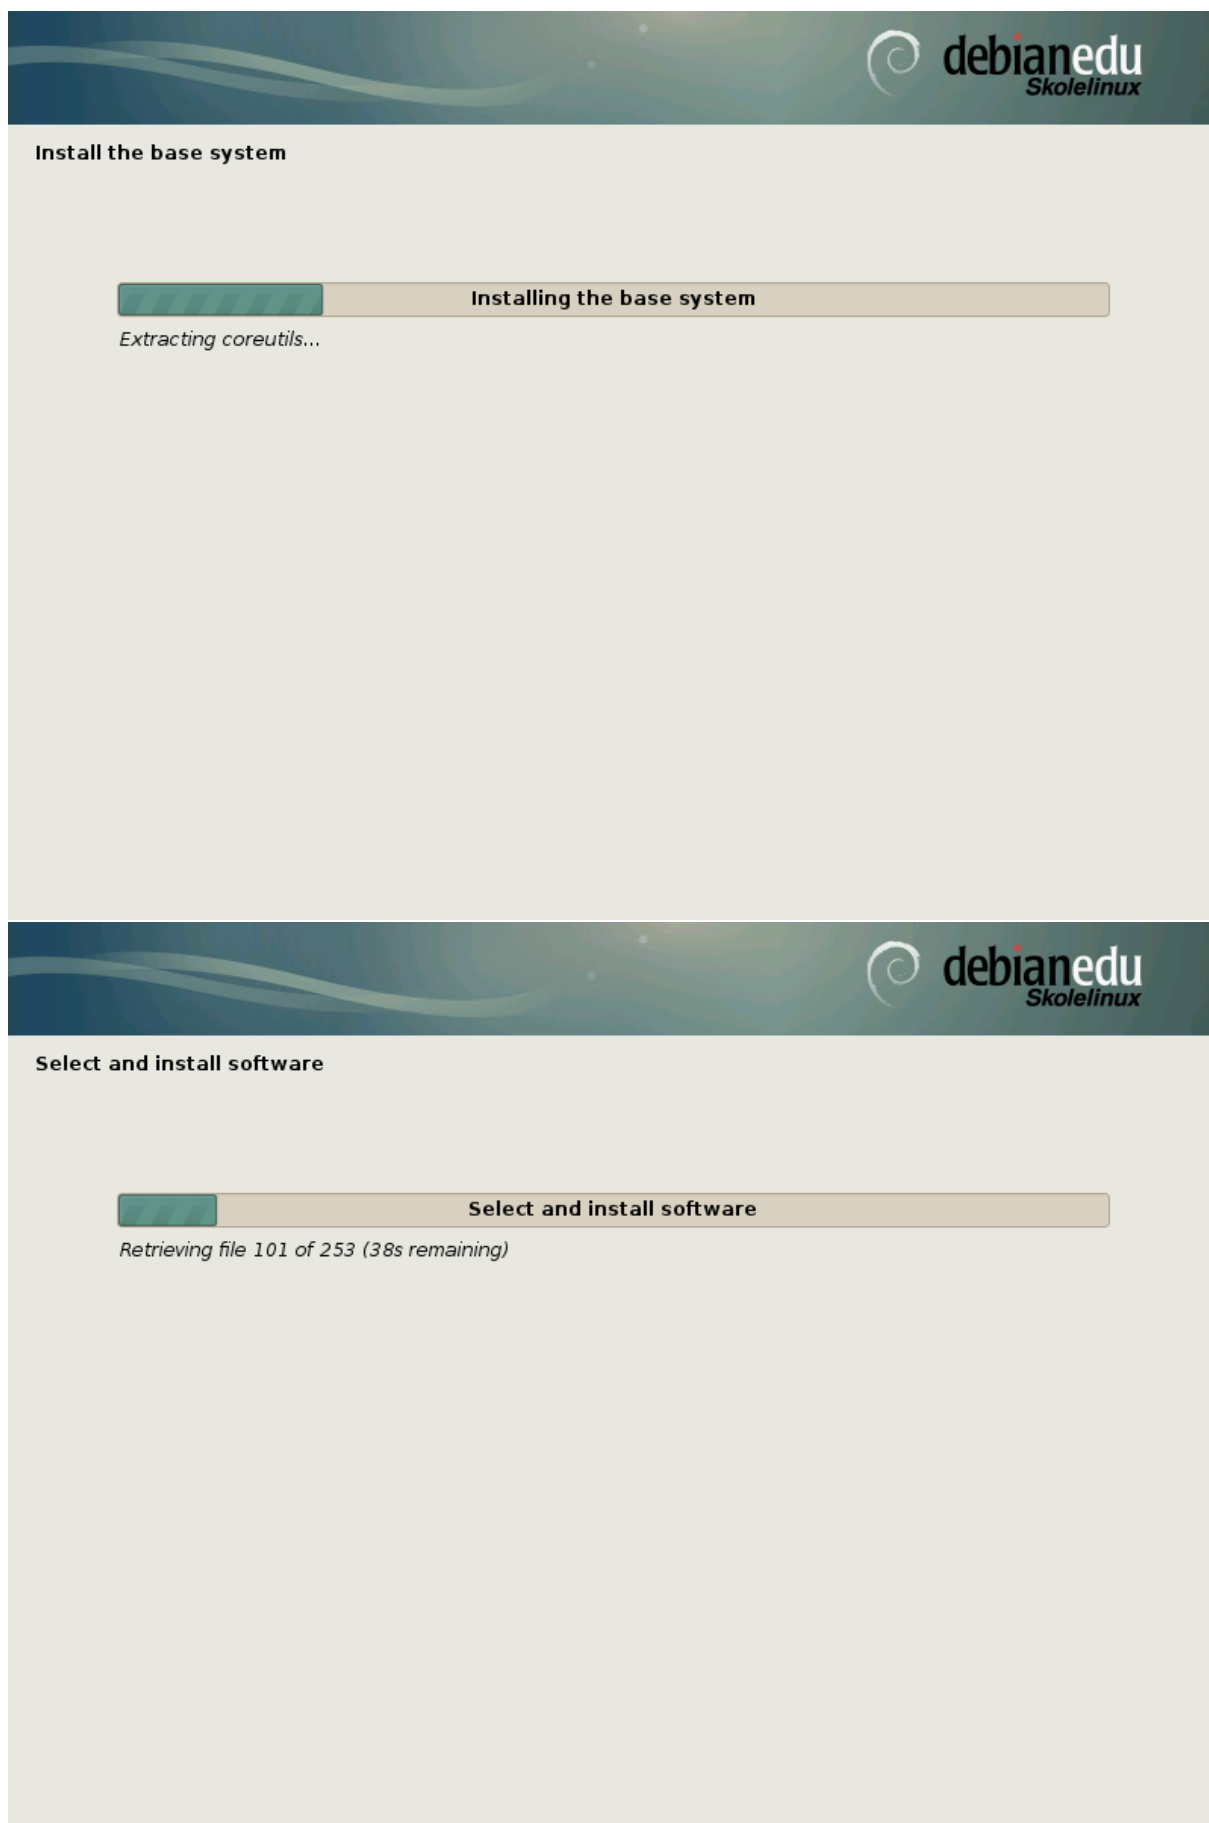 debianedu
Skolelinux
Install the base system
Installing the base system
Extracting coreutils...
debianedu
Skolelinux
Select and install software
Select and install software
Retrieving file 101 of 253 (38s remaining)